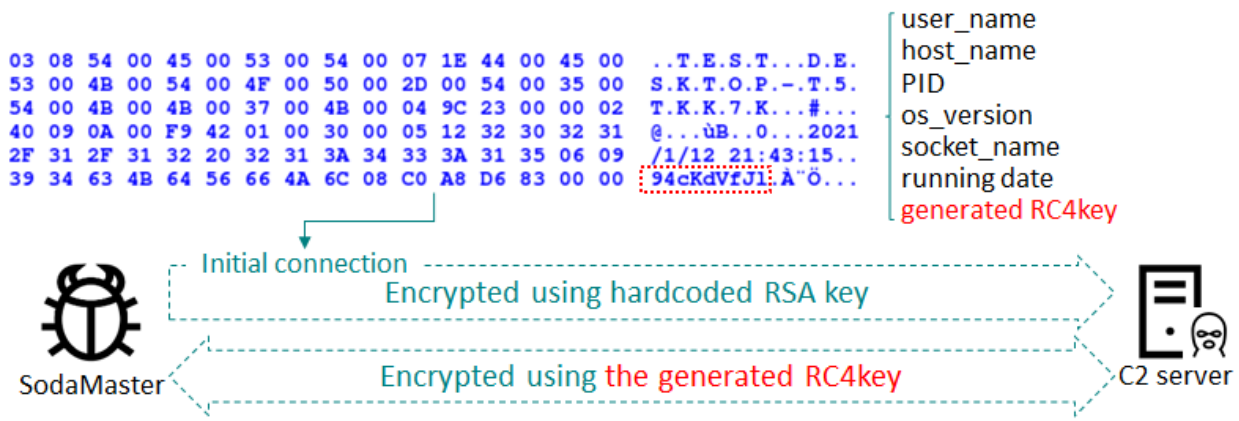 03 08 54 00 45 00 53 00 54 00 07 1E 44 00 45 00 ..T.E.S.T...D.E.
53 00 4B 00 54 00 4F 00 50 00 2D 00 54 00 35 00 S.K.T.O.P.-.T.5.
54 00 4B 00 4B 00 37 00 4B 00 04 9C 23 00 00 02 T.K.K.7.K...#...
40 09 0A 00 F9 42 01 00 30 00 05 12 32 30 32 31 @...ùB..0...2021
2F 31 2F 31 32 20 32 31 3A 34 33 3A 31 35 06 09 /1/12 21:43:15..
39 34 63 4B 64 56 66 4A 6C 08 C0 A8 D6 83 00 00 94cKdVfJl.À¨Ö...
user_name
host_name
PID
os_version
socket_name
running date
generated RC4key
Initial connection
Encrypted using hardcoded RSA key
Encrypted using the generated RC4key
SodaMaster
C2 server